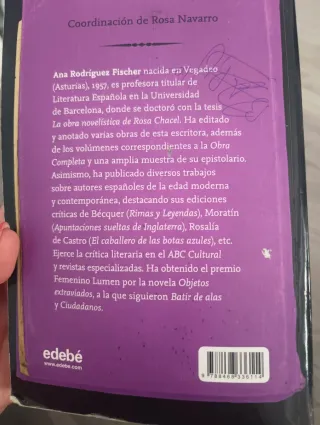 Coordinación de Rosa Navarro
Ana Rodríguez Fischer nacida en Vegadeo
(Asturias), 1957, es profesora titular de
Literatura Española en la Universidad
de Barcelona, donde se doctoró con la tesis
La obra novelística de Rosa Chacel. Ha editado
y anotado varias obras de esta escritora, además
de los volúmenes correspondientes a la Obra
Completa y una amplia muestra de su epistolario.
Asimismo, ha publicado diversos trabajos
sobre autores españoles de la edad moderna
y contemporánea, destacando sus ediciones
críticas de Bécquer (Rimas y Leyendas), Moratín
(Apuntaciones sueltas de Inglaterra), Rosalía
de Castro (El caballero de las botas azules), etc.
Ejerce la crítica literaria en el ABC Cultural
y revistas especializadas. Ha obtenido el premio
Femenino Lumen por la novela Objetos
extraviados, a la que siguieron Batir de alas
y Ciudadanos.
edebé
www.edebe.com